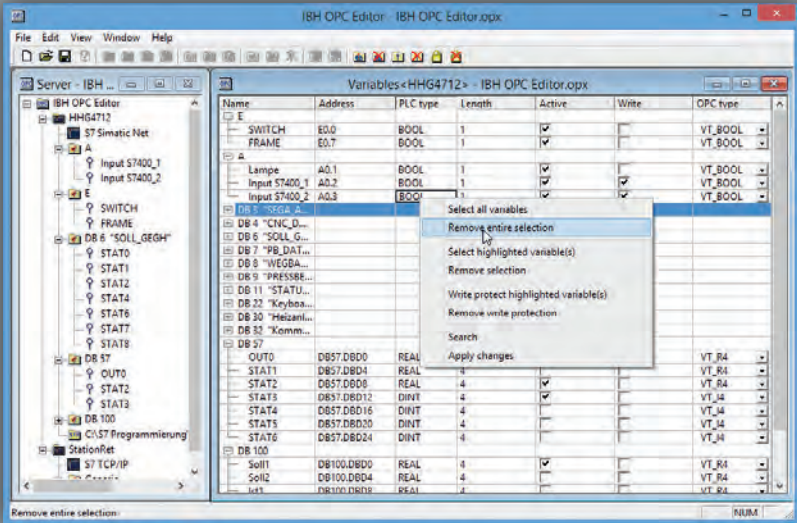 IBH OPC Editor - IBH OPC Editor.opx
File Edit View Window Help
Server - IBH ...
IBH OPC Editor
HHG4712
S7 Simatic Net
A
Input S7400_1
Input S7400_2
E
SWITCH
FRAME
DB 6 "SOLL_GEGH"
STAT0
STAT1
STAT2
STAT4
STAT6
STAT7
STAT8
DB 57
OUT0
STAT2
STAT3
DB 100
C:\S7 Programmierung
StationRet
S7 TCP/IP
Variables<HHG4712> - IBH OPC Editor.opx
Name Address PLC type Length Active Write OPC type
E
SWITCH E0.0 BOOL 1 VT_BOOL
FRAME E0.7 BOOL 1 VT_BOOL
A
Lampe A0.1 BOOL 1 VT_BOOL
Input S7400_1 A0.2 BOOL 1 VT_BOOL
Input S7400_2 A0.3 BOOL 1 VT_BOOL
DB 3 "SEGA_A...
DB 4 "CNC_D...
DB 6 "SOLL_G...
DB 7 "PB_DAT...
DB 8 "WEGBA...
DB 9 "PRESSBE...
DB 11 "STATU...
DB 22 "Keyboa...
DB 30 "Heizanl...
DB 32 "Komm...
DB 57
OUT0 DB57.DBD0 REAL VT_R4
STAT1 DB57.DBD4 REAL 4 VT_R4
STAT2 DB57.DBD8 REAL 4 VT_R4
STAT3 DB57.DBD12 DINT 4 VT_I4
STAT4 DB57.DBD16 DINT 4 VT_I4
STAT5 DB57.DBD20 DINT 4 VT_I4
STAT6 DB57.DBD24 DINT 4 VT_I4
DB 100
Soll1 DB100.DBD0 REAL 4 VT_R4
Soll2 DB100.DBD4 REAL 4 VT_R4
Ist1 DB100.DBD8 REAL 4 VT_R4
Select all variables
Remove entire selection
Select highlighted variable(s)
Remove selection
Write protect highlighted variable(s)
Remove write protection
Search
Apply changes
Remove entire selection
NUM